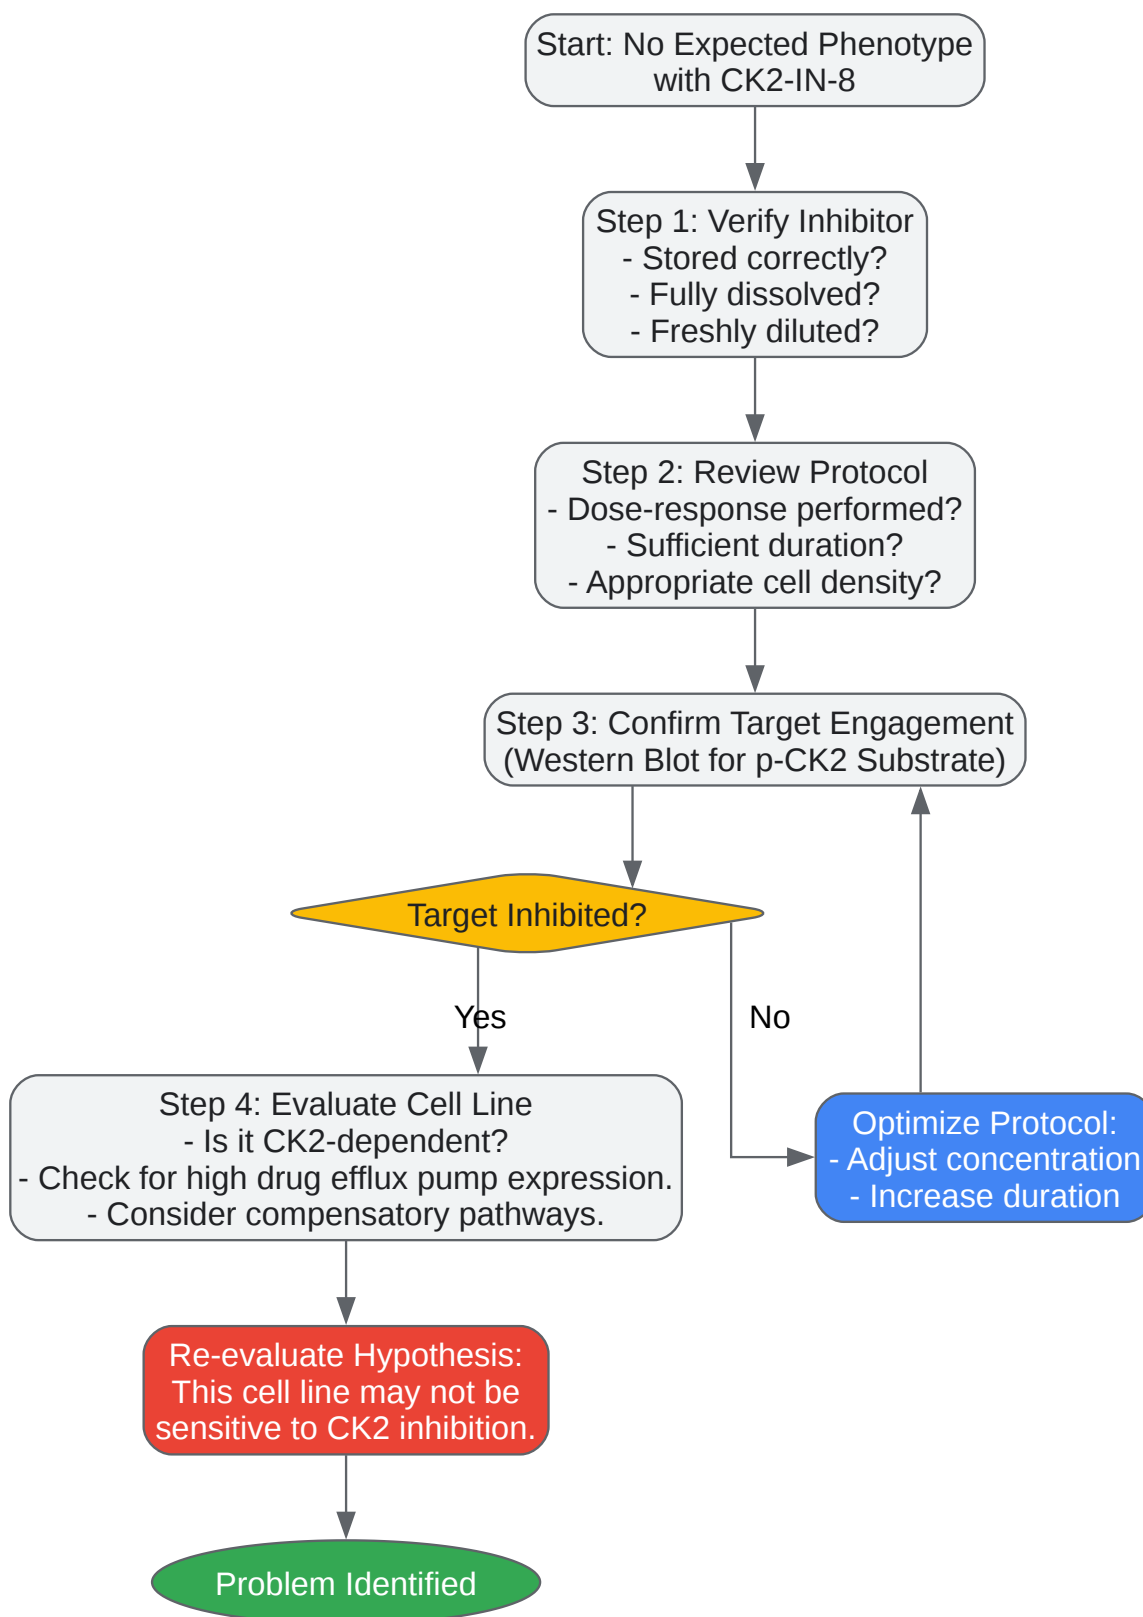 Start: No Expected Phenotype
with CK2-IN-8
Step 1: Verify Inhibitor
- Stored correctly?
- Fully dissolved?
- Freshly diluted?
Step 2: Review Protocol
- Dose-response performed?
- Sufficient duration?
- Appropriate cell density?
Step 3: Confirm Target Engagement
(Western Blot for p-CK2 Substrate)
Target Inhibited?
Yes
No
Step 4: Evaluate Cell Line
- Is it CK2-dependent?
- Check for high drug efflux pump expression.
- Consider compensatory pathways.
Optimize Protocol:
- Adjust concentration
- Increase duration
Re-evaluate Hypothesis:
This cell line may not be
sensitive to CK2 inhibition.
Problem Identified